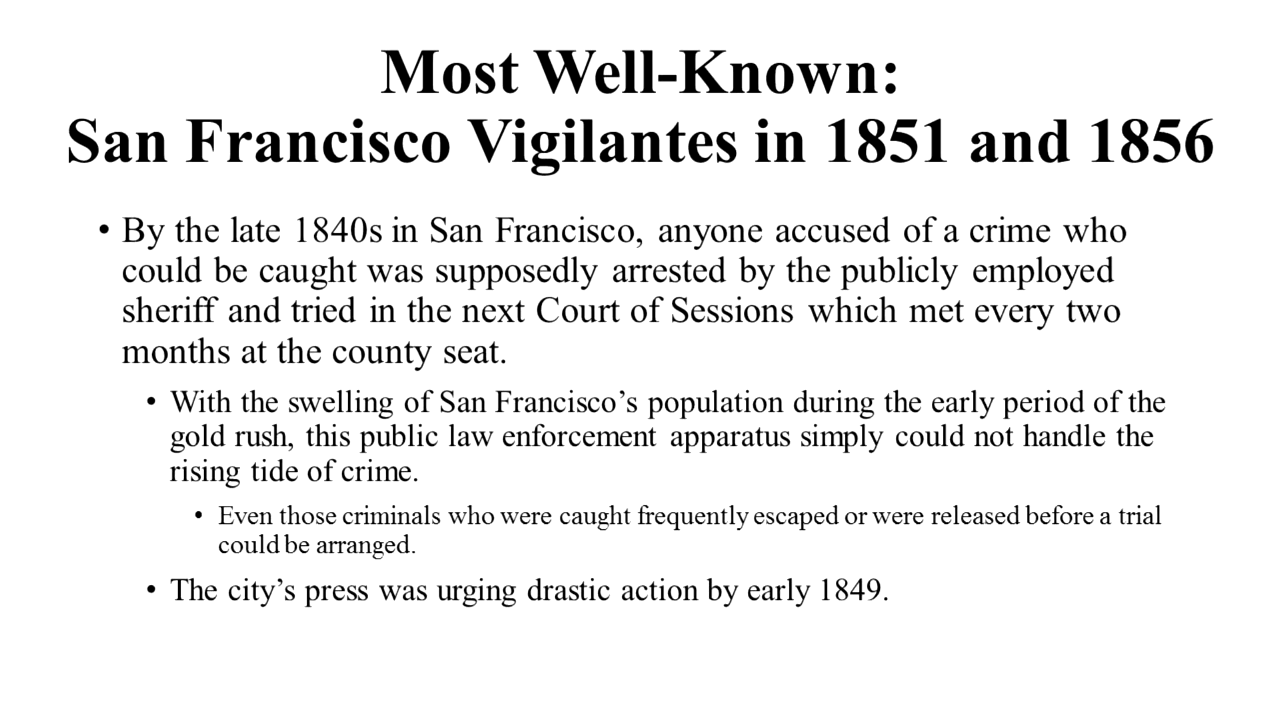 Most Well-Known:
San Francisco Vigilantes in 1851 and 1856
• By the late 1840s in San Francisco, anyone accused of a crime who
could be caught was supposedly arrested by the publicly employed
sheriff and tried in the next Court of Sessions which met every two
months at the county seat.
• With the swelling of San Francisco’s population during the early period of the
gold rush, this public law enforcement apparatus simply could not handle the
rising tide of crime.
• Even those criminals who were caught frequently escaped or were released before a trial
could be arranged.
• The city’s press was urging drastic action by early 1849.